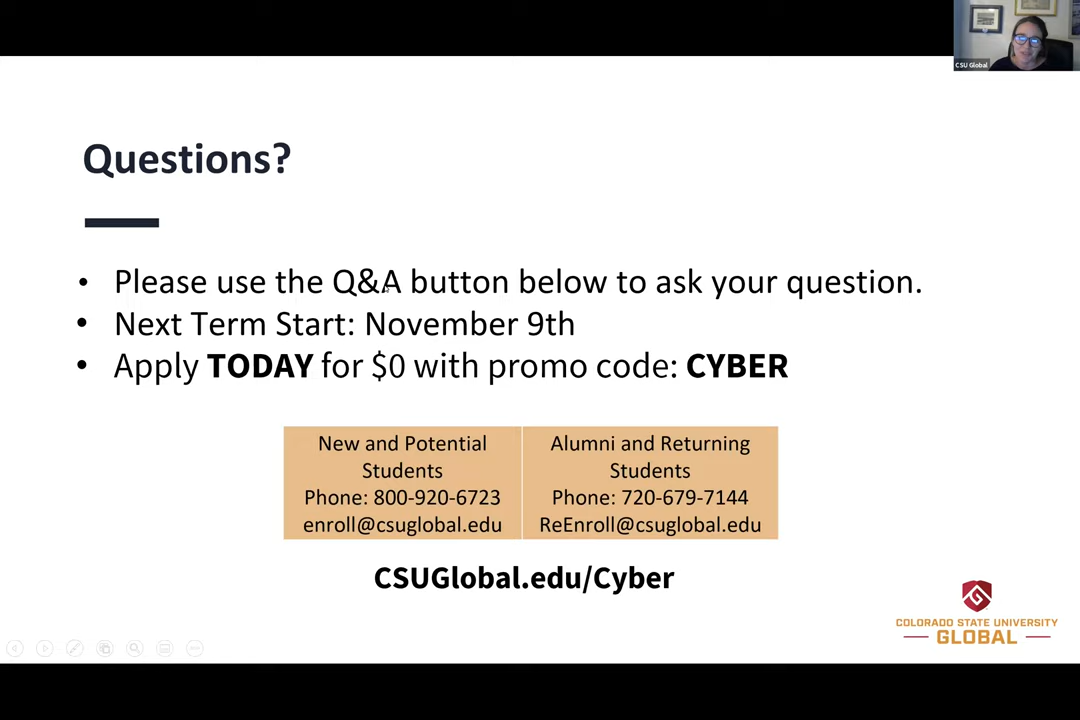 CSU Global
Questions?
• Please use the Q&A button below to ask your question.
• Next Term Start: November 9th
• Apply TODAY for $0 with promo code: CYBER
New and Potential
Students
Phone: 800-920-6723
enroll@csuglobal.edu
Alumni and Returning
Students
Phone: 720-679-7144
ReEnroll@csuglobal.edu
CSUGlobal.edu/Cyber
COLORADO STATE UNIVERSITY
GLOBAL